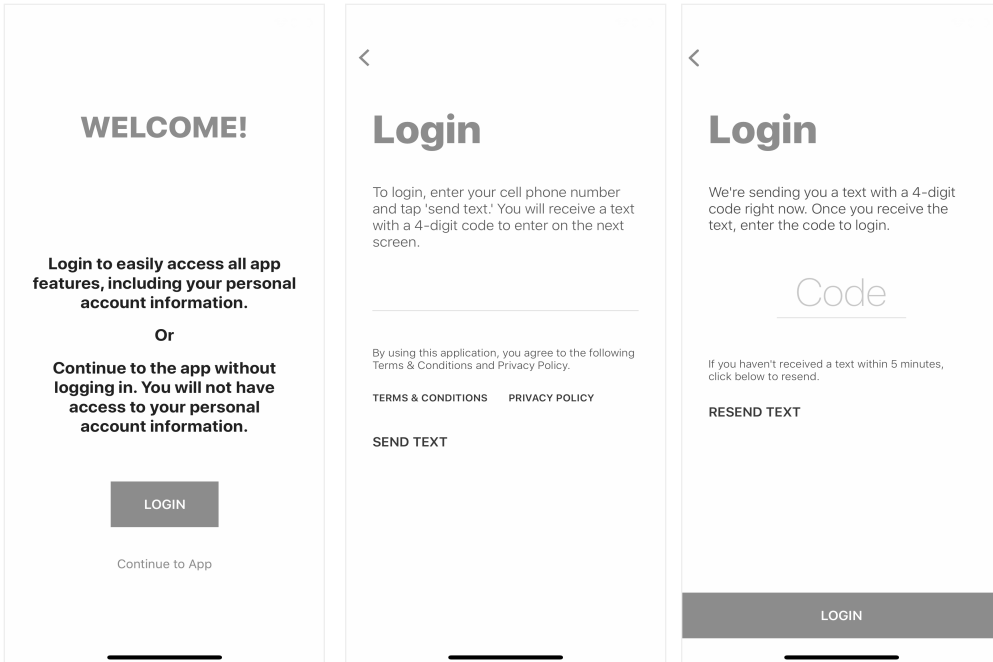 WELCOME!
Login to easily access all app
features, including your personal
account information.
Or
Continue to the app without
logging in. You will not have
access to your personal
account information.
LOGIN
Continue to App
Login
To login, enter your cell phone number
and tap 'send text.' You will receive a text
with a 4-digit code to enter on the next
screen.
By using this application, you agree to the following
Terms & Conditions and Privacy Policy.
TERMS & CONDITIONS PRIVACY POLICY
SEND TEXT
Login
We're sending you a text with a 4-digit
code right now. Once you receive the
text, enter the code to login.
Code
If you haven't received a text within 5 minutes,
click below to resend.
RESEND TEXT
LOGIN